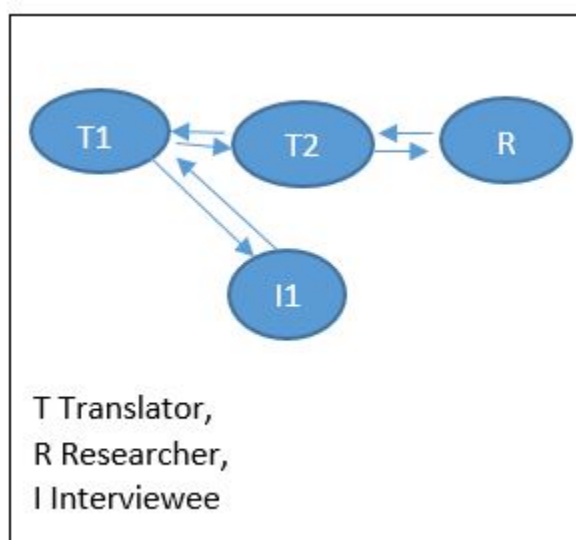 T1
T2
R
I1
T Translator,
R Researcher,
I Interviewee